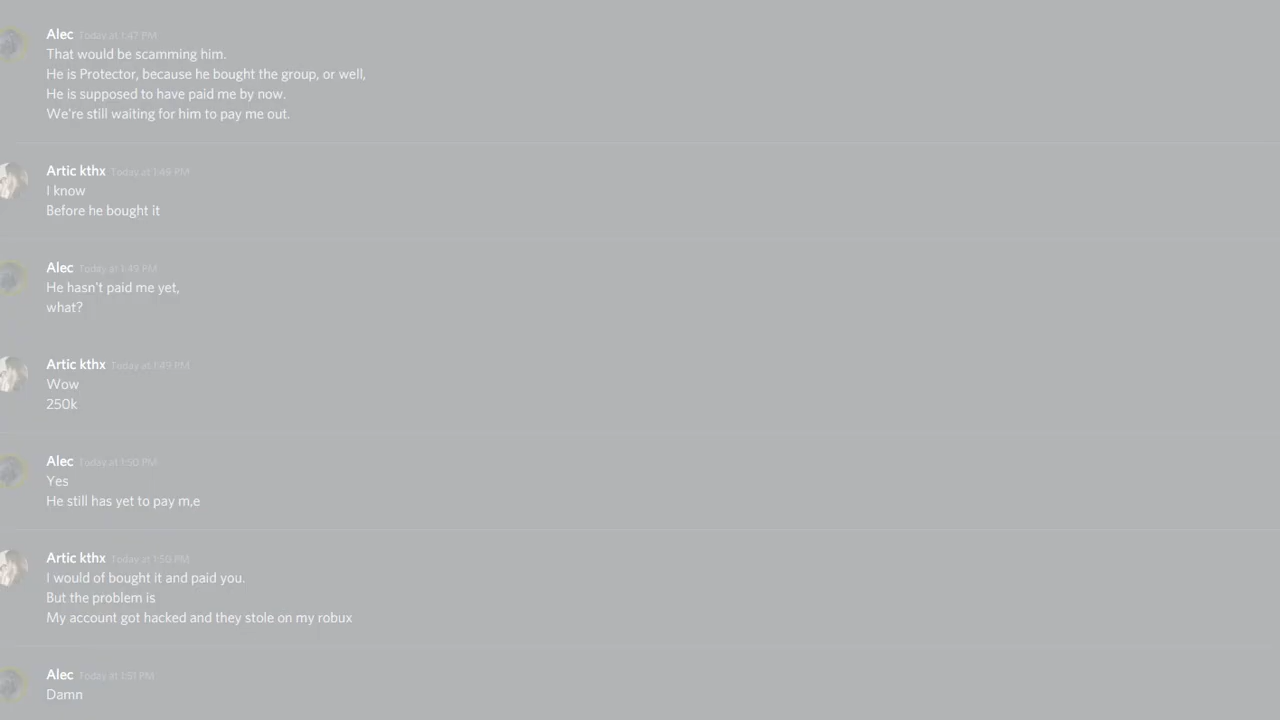 Alec Today at 1:47 PM
That would be scamming him.
He is Protector, because he bought the group, or well,
He is supposed to have paid me by now.
We're still waiting for him to pay me out.
Artic kthx Today at 1:49 PM
I know
Before he bought it
Alec Today at 1:49 PM
He hasn't paid me yet,
what?
Artic kthx Today at 1:49 PM
Wow
250k
Alec Today at 1:50 PM
Yes
He still has yet to pay m,e
Artic kthx Today at 1:50 PM
I would of bought it and paid you.
But the problem is
My account got hacked and they stole on my robux
Alec Today at 1:51 PM
Damn